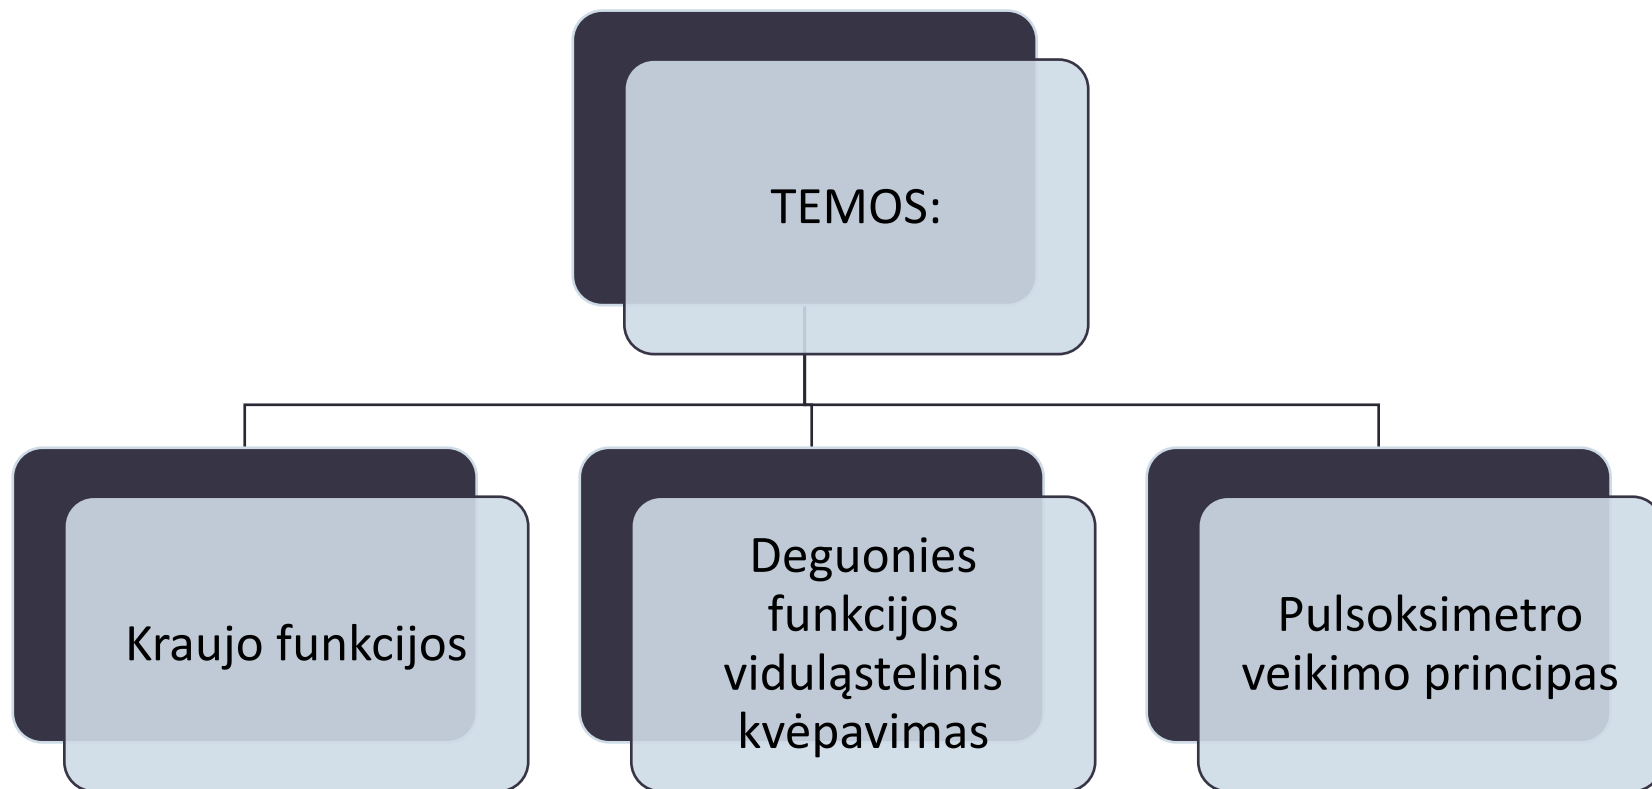 TEMOS:
Kraujo funkcijos
Deguonies
funkcijos
viduląstelinis
kvėpavimas
Pulsoksimetro
veikimo principas